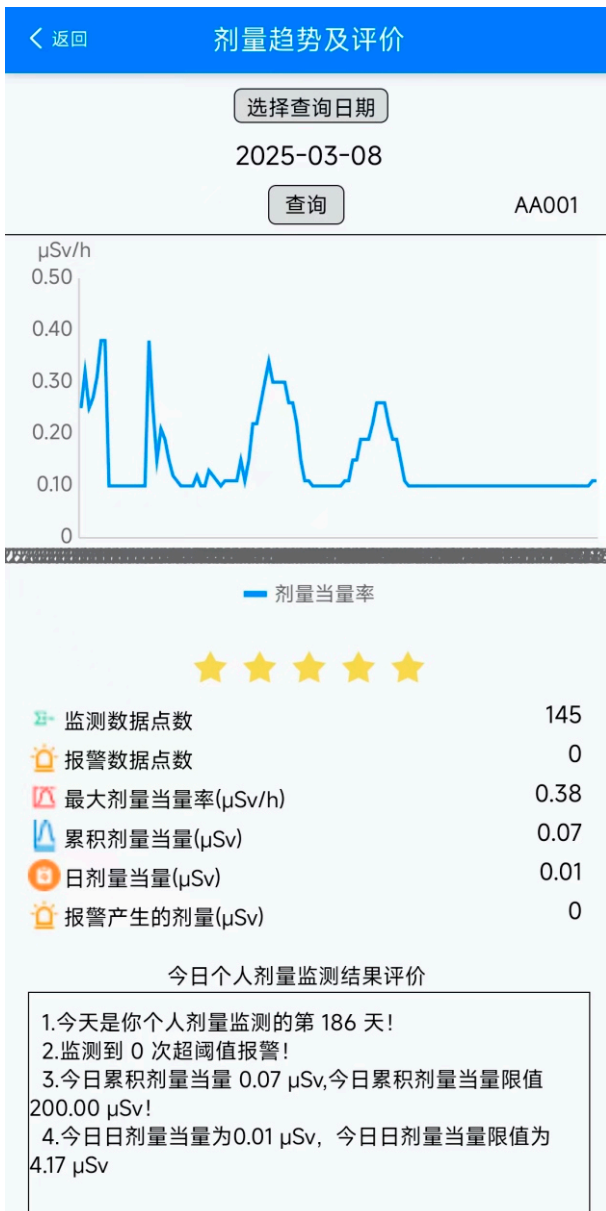 返回
剂量趋势及评价
选择查询日期
2025-03-08
查询
AA001
μSv/h
0.50
0.40
0.30
0.20
0.10
0
剂量当量率
监测数据点数 145
报警数据点数 0
最大剂量当量率(μSv/h) 0.38
累积剂量当量(μSv) 0.07
日剂量当量(μSv) 0.01
报警产生的剂量(μSv) 0
今日个人剂量监测结果评价
1.今天是你个人剂量监测的第 186 天!
2.监测到 0 次超阈值报警!
3.今日累积剂量当量 0.07 μSv,今日累积剂量当量限值
200.00 μSv!
4.今日日剂量当量为0.01 μSv，今日日剂量当量限值为
4.17 μSv